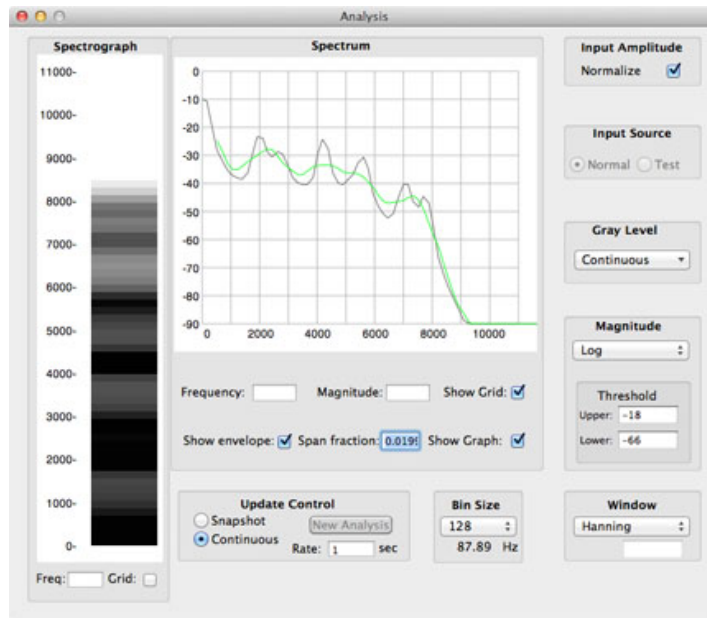 Analysis
Spectrograph
11000-
10000-
9000-
8000-
7000-
6000-
5000-
4000-
3000-
2000-
1000-
0-
Freq: Grid:
Spectrum
0
-10
-20
-30
-40
-50
-60
-70
-80
-90
0 2000 4000 6000 8000 10000
Frequency: Magnitude: Show Grid:
Show envelope: Span fraction: 0.0199 Show Graph:
Update Control
Snapshot New Analysis
Continuous
Rate: 1 sec
Bin Size
128
87.89 Hz
Input Amplitude
Normalize
Input Source
Normal Test
Gray Level
Continuous
Magnitude
Log
Threshold
Upper: -18
Lower: -66
Window
Hanning